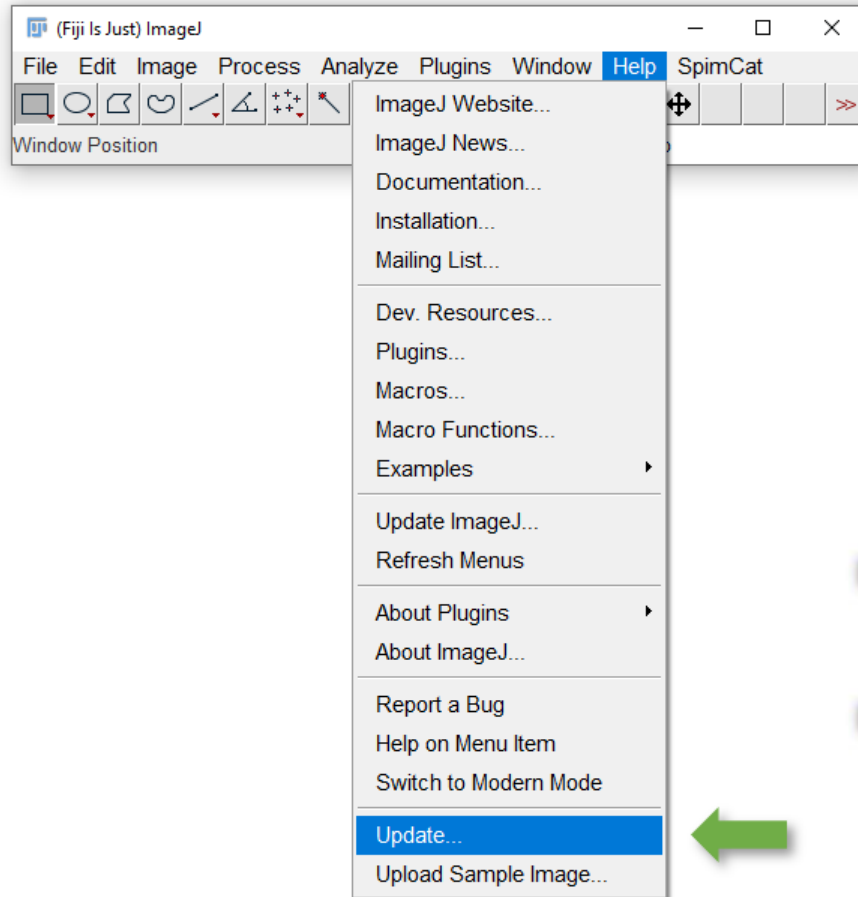 (Fiji Is Just) ImageJ
File Edit Image Process Analyze Plugins Window Help SpimCat
Window Position
ImageJ Website...
ImageJ News...
Documentation...
Installation...
Mailing List...
Dev. Resources...
Plugins...
Macros...
Macro Functions...
Examples
Update ImageJ...
Refresh Menus
About Plugins
About ImageJ...
Report a Bug
Help on Menu Item
Switch to Modern Mode
Update...
Upload Sample Image...